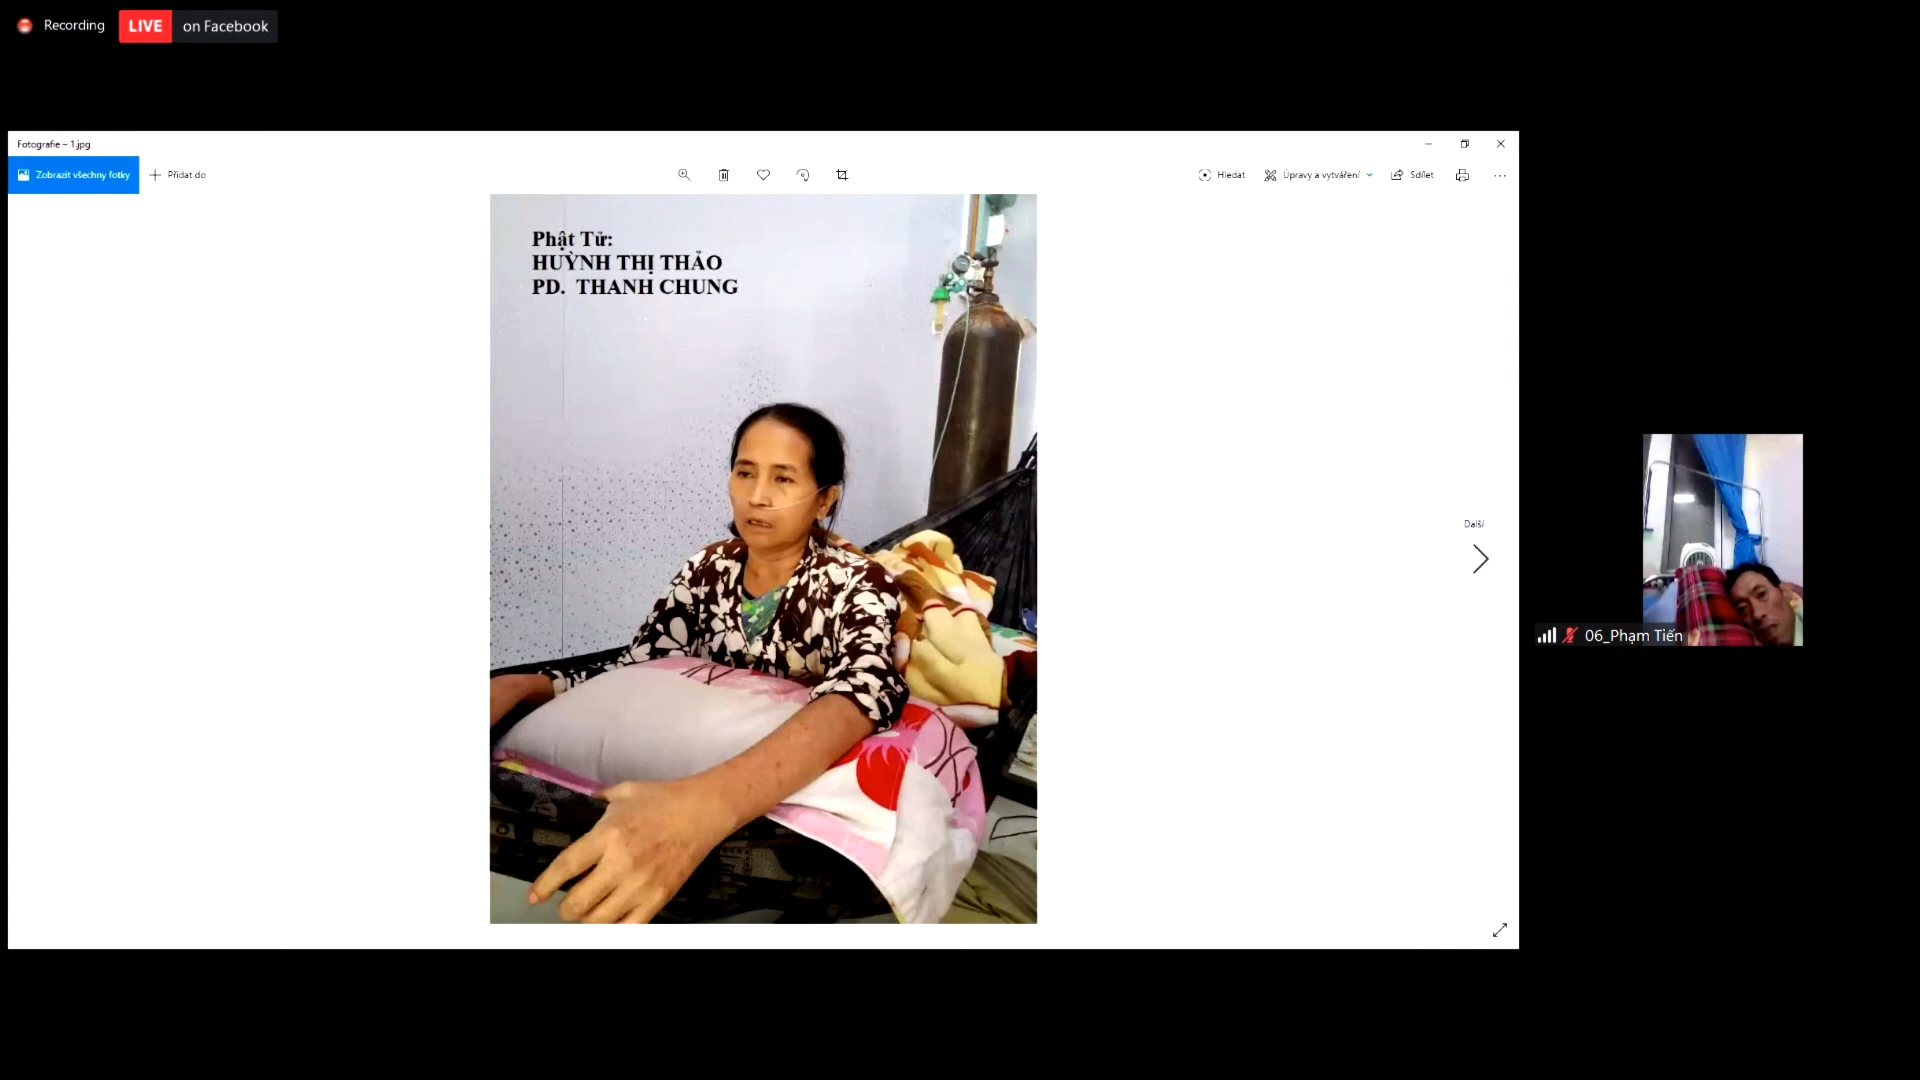 Recording LIVE on Facebook
Fotografie – 1.jpg
Zobrazit všechny fotky
Přidat do
Hledat
Úpravy a vytváření
Sdílet
Phật Tử:
HUỲNH THỊ THẢO
PD. THANH CHUNG
Další
06_Phạm Tiến